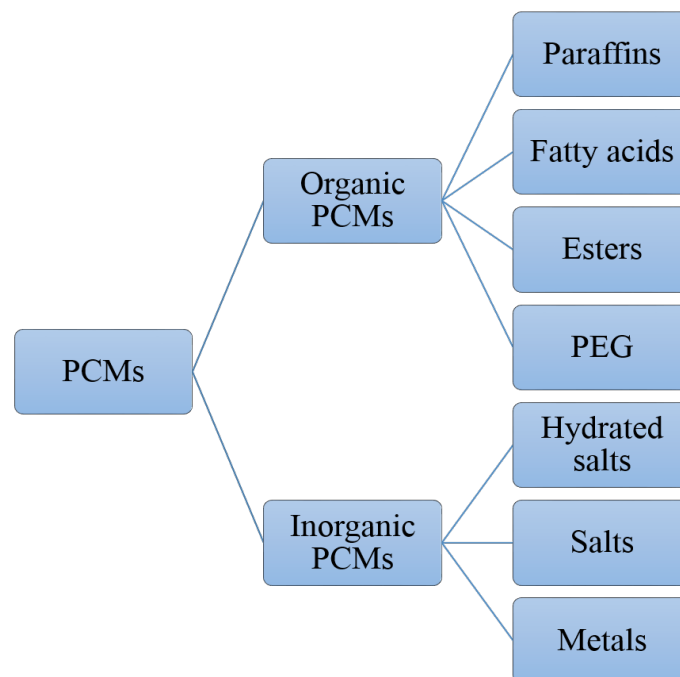 PCMs
Organic
PCMs
Paraffins
Fatty acids
Esters
PEG
Inorganic
PCMs
Hydrated
salts
Salts
Metals